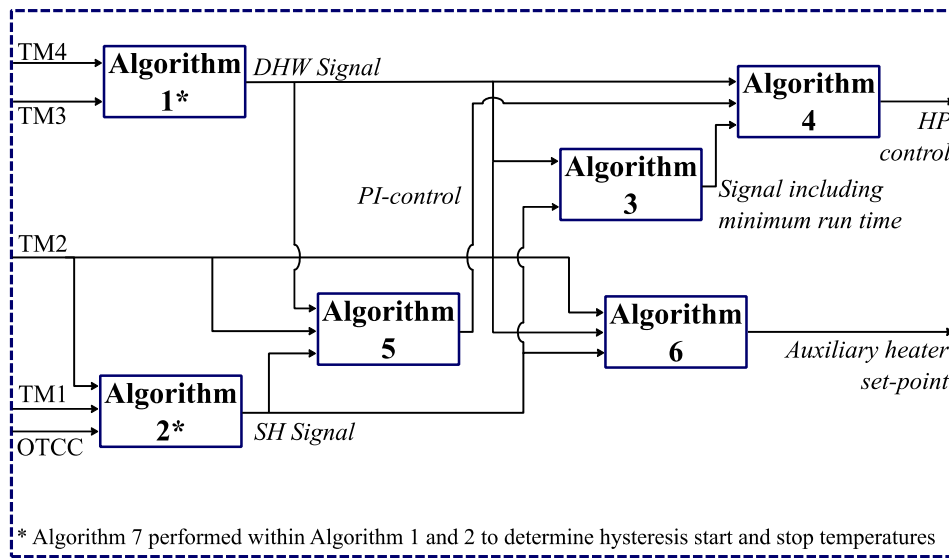 TM4
Algorithm
1*
DHW Signal
TM3
Algorithm
4
HP
control
Algorithm
3
PI-control
Signal including
minimum run time
TM2
Algorithm
5
Algorithm
6
Auxiliary heater
set-point
TM1
Algorithm
2*
OTCC
SH Signal
* Algorithm 7 performed within Algorithm 1 and 2 to determine hysteresis start and stop temperatures